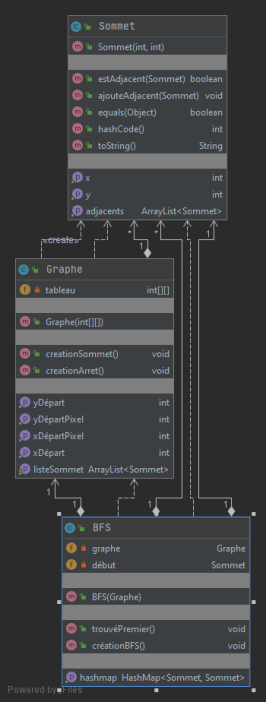 Sommet
Sommet(int, int)
estAdjacent(Sommet) boolean
ajouteAdjacent(Sommet) void
equals(Object) boolean
hashCode() int
toString() String
x int
y int
adjacents ArrayList<Sommet>
«create»
*
*
1
1
Graphe
tableau int[][]
Graphe(int[][])
creationSommet() void
creationArret() void
yDépart int
yDépartPixel int
xDépartPixel int
xDépart int
listeSommet ArrayList<Sommet>
1
1
1
1
BFS
graphe Graphe
début Sommet
BFS(Graphe)
trouvéPremier() void
créationBFS() void
hashmap HashMap<Sommet, Sommet>
Powered by yFiles